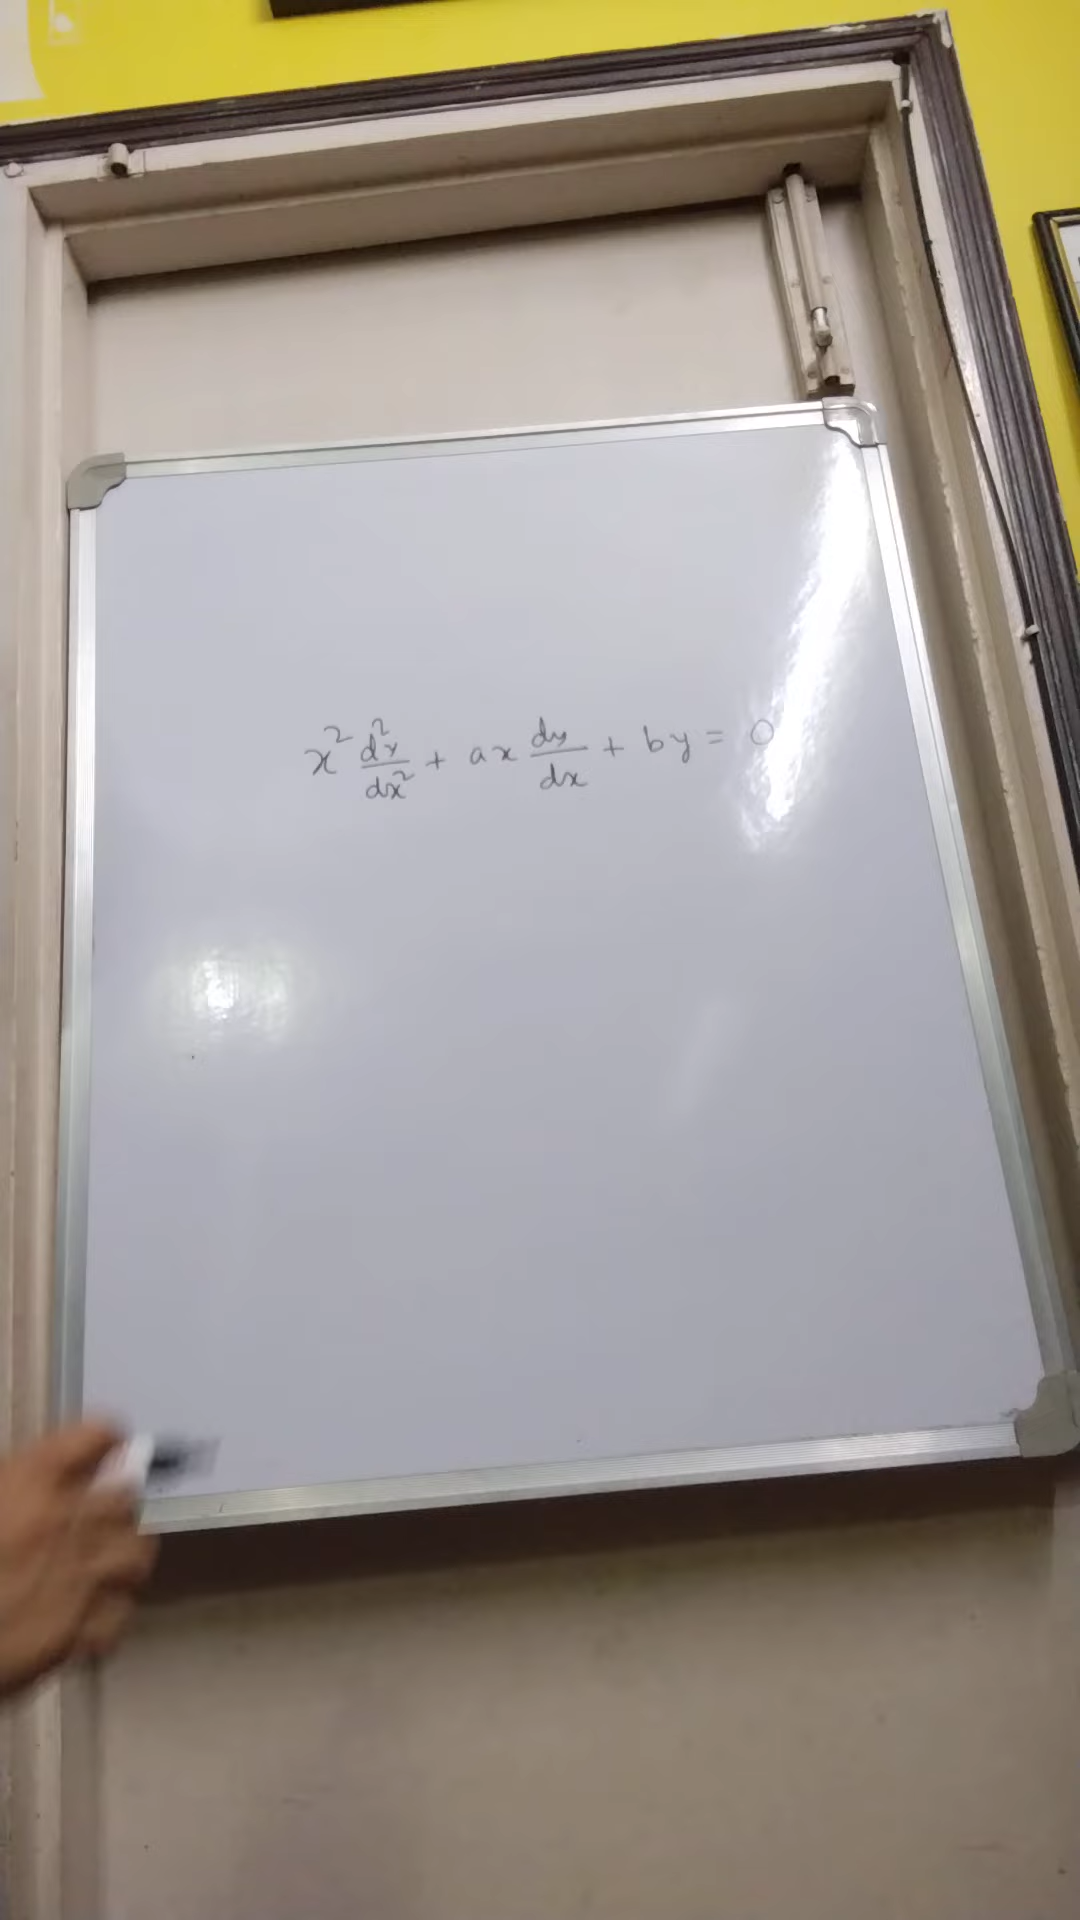 x² d²y/dx² + ax dy/dx + by = 0